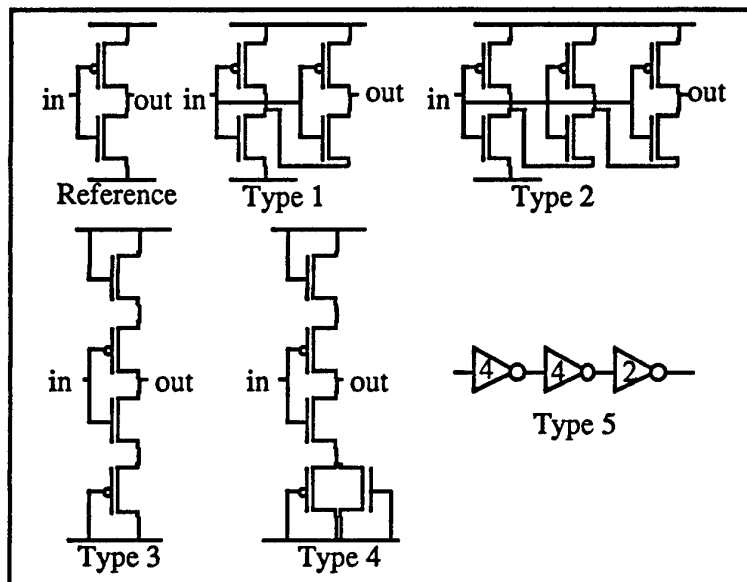 in out in out in out
Reference Type 1 Type 2
in out in out
4 4 2
Type 5
Type 3 Type 4